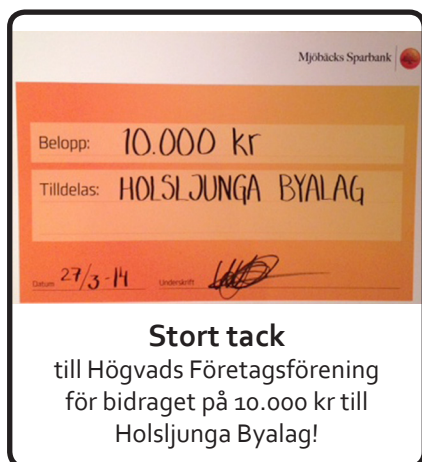 Mjöbäcks Sparbank
Belopp: 10.000 kr
Tilldelas: HOLSLJUNGA BYALAG
Datum 27/3-14 Underskrift
Stort tack
till Högvads Företagsförening
för bidraget på 10.000 kr till
Holsljunga Byalag!